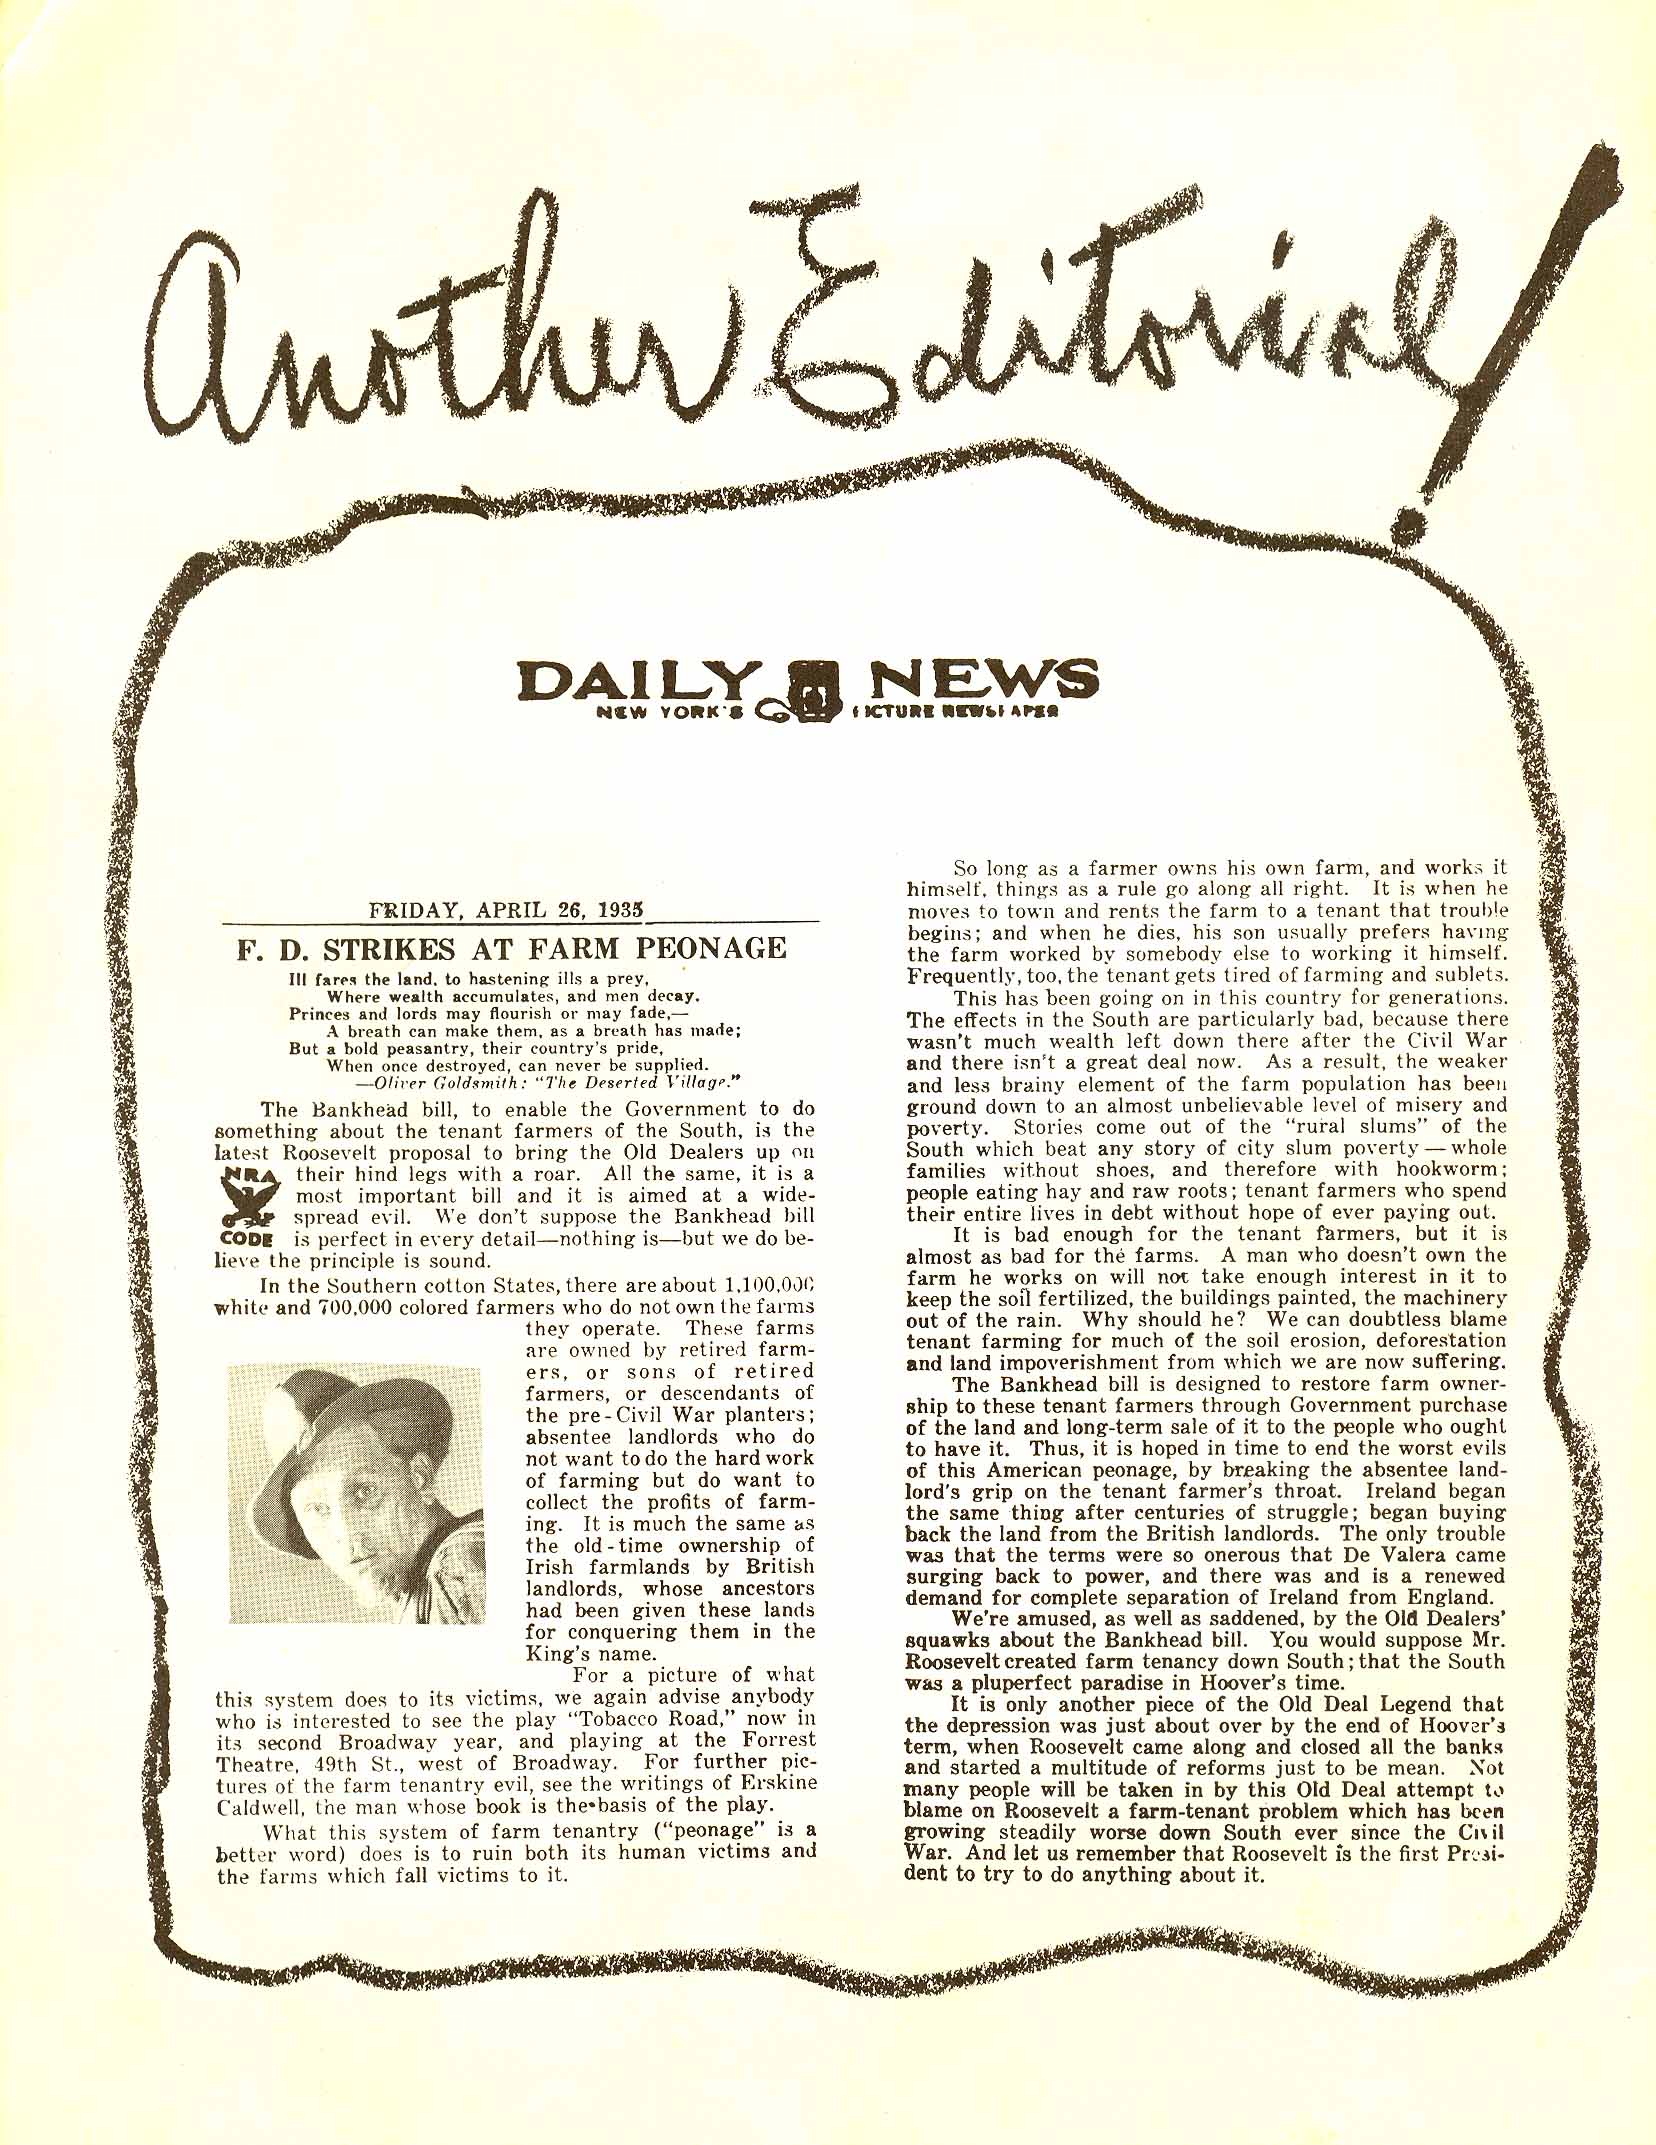 Another Editorial!
DAILY NEWS
NEW YORK'S PICTURE NEWSPAPER
FRIDAY, APRIL 26, 1935
F. D. STRIKES AT FARM PEONAGE
Ill fares the land, to hastening ills a prey,
Where wealth accumulates, and men decay.
Princes and lords may flourish or may fade,—
A breath can make them, as a breath has made;
But a bold peasantry, their country's pride,
When once destroyed, can never be supplied.
—Oliver Goldsmith: "The Deserted Village."
The Bankhead bill, to enable the Government to do
something about the tenant farmers of the South, is the
latest Roosevelt proposal to bring the Old Dealers up on
NRA
CODE
their hind legs with a roar. All the same, it is a
most important bill and it is aimed at a wide-
spread evil. We don't suppose the Bankhead bill
is perfect in every detail—nothing is—but we do be-
lieve the principle is sound.
In the Southern cotton States, there are about 1,100,000
white and 700,000 colored farmers who do not own the farms
they operate. These farms
are owned by retired farm-
ers, or sons of retired
farmers, or descendants of
the pre-Civil War planters;
absentee landlords who do
not want to do the hard work
of farming but do want to
collect the profits of farm-
ing. It is much the same as
the old-time ownership of
Irish farmlands by British
landlords, whose ancestors
had been given these lands
for conquering them in the
King's name.
For a picture of what
this system does to its victims, we again advise anybody
who is interested to see the play "Tobacco Road," now in
its second Broadway year, and playing at the Forrest
Theatre, 49th St., west of Broadway. For further pic-
tures of the farm tenantry evil, see the writings of Erskine
Caldwell, the man whose book is the basis of the play.
What this system of farm tenantry ("peonage" is a
better word) does is to ruin both its human victims and
the farms which fall victims to it.
So long as a farmer owns his own farm, and works it
himself, things as a rule go along all right. It is when he
moves to town and rents the farm to a tenant that trouble
begins; and when he dies, his son usually prefers having
the farm worked by somebody else to working it himself.
Frequently, too, the tenant gets tired of farming and sublets.
This has been going on in this country for generations.
The effects in the South are particularly bad, because there
wasn't much wealth left down there after the Civil War
and there isn't a great deal now. As a result, the weaker
and less brainy element of the farm population has been
ground down to an almost unbelievable level of misery and
poverty. Stories come out of the "rural slums" of the
South which beat any story of city slum poverty—whole
families without shoes, and therefore with hookworm;
people eating hay and raw roots; tenant farmers who spend
their entire lives in debt without hope of ever paying out.
It is bad enough for the tenant farmers, but it is
almost as bad for the farms. A man who doesn't own the
farm he works on will not take enough interest in it to
keep the soil fertilized, the buildings painted, the machinery
out of the rain. Why should he? We can doubtless blame
tenant farming for much of the soil erosion, deforestation
and land impoverishment from which we are now suffering.
The Bankhead bill is designed to restore farm owner-
ship to these tenant farmers through Government purchase
of the land and long-term sale of it to the people who ought
to have it. Thus, it is hoped in time to end the worst evils
of this American peonage, by breaking the absentee land-
lord's grip on the tenant farmer's throat. Ireland began
the same thing after centuries of struggle; began buying
back the land from the British landlords. The only trouble
was that the terms were so onerous that De Valera came
surging back to power, and there was and is a renewed
demand for complete separation of Ireland from England.
We're amused, as well as saddened, by the Old Dealers'
squawks about the Bankhead bill. You would suppose Mr.
Roosevelt created farm tenancy down South; that the South
was a pluperfect paradise in Hoover's time.
It is only another piece of the Old Deal Legend that
the depression was just about over by the end of Hoover's
term, when Roosevelt came along and closed all the banks
and started a multitude of reforms just to be mean. Not
many people will be taken in by this Old Deal attempt to
blame on Roosevelt a farm-tenant problem which has been
growing steadily worse down South ever since the Civil
War. And let us remember that Roosevelt is the first Presi-
dent to try to do anything about it.